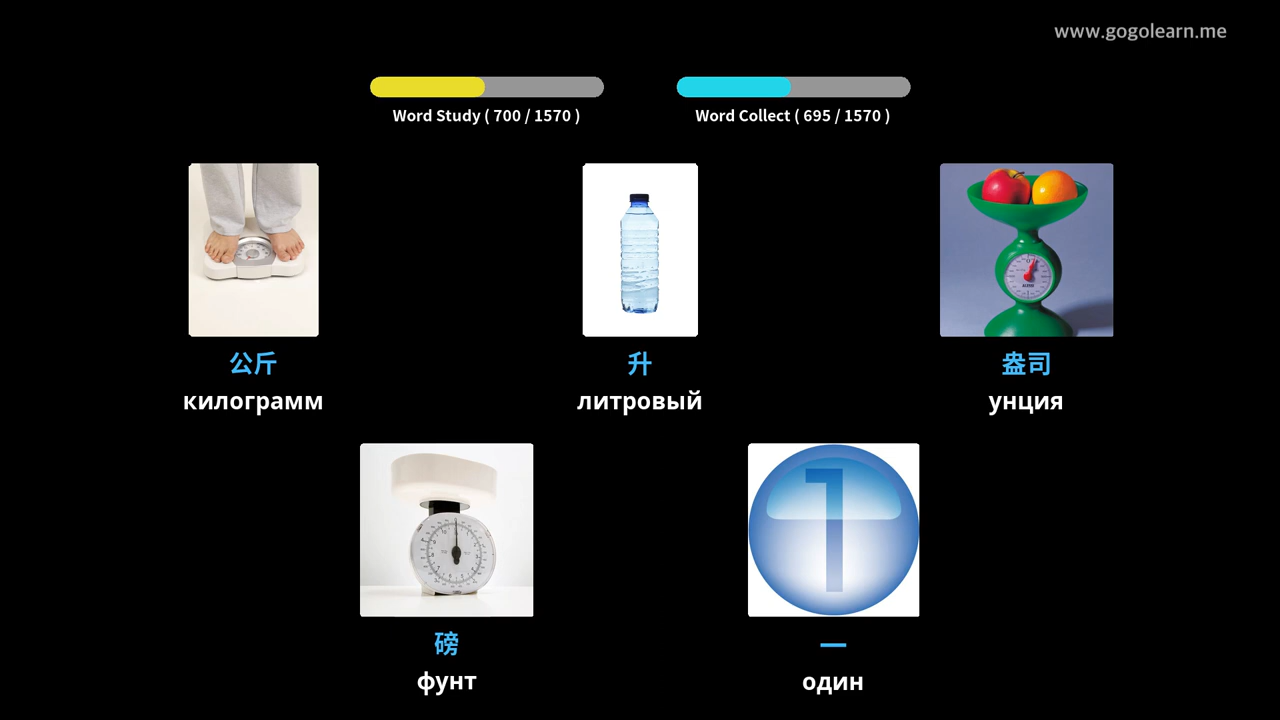 www.gogolearn.me
Word Study ( 700 / 1570 )
Word Collect ( 695 / 1570 )
公斤
килограмм
升
литровый
盎司
унция
磅
фунт
1
一
один